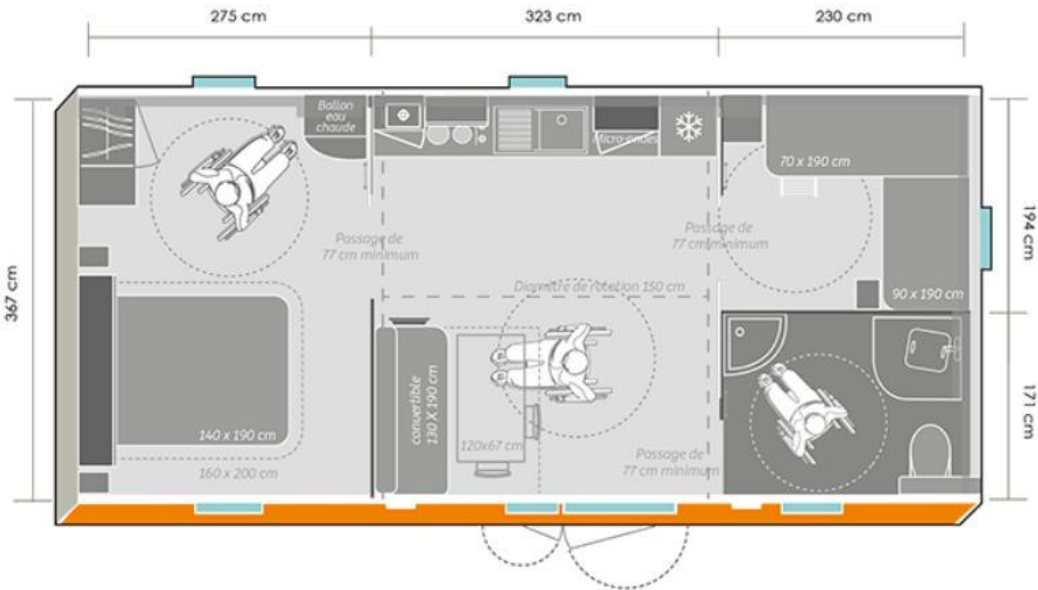 275 cm
323 cm
230 cm
Ballon
eau
chaude
Micro-ondes
70 x 190 cm
Passage de
77 cm minimum
Passage de
77 cm minimum
194 cm
367 cm
Diamètre de rotation 150 cm
90 x 190 cm
convertible
130 X 190 cm
140 x 190 cm
120x67 cm
171 cm
160 x 200 cm
Passage de
77 cm minimum